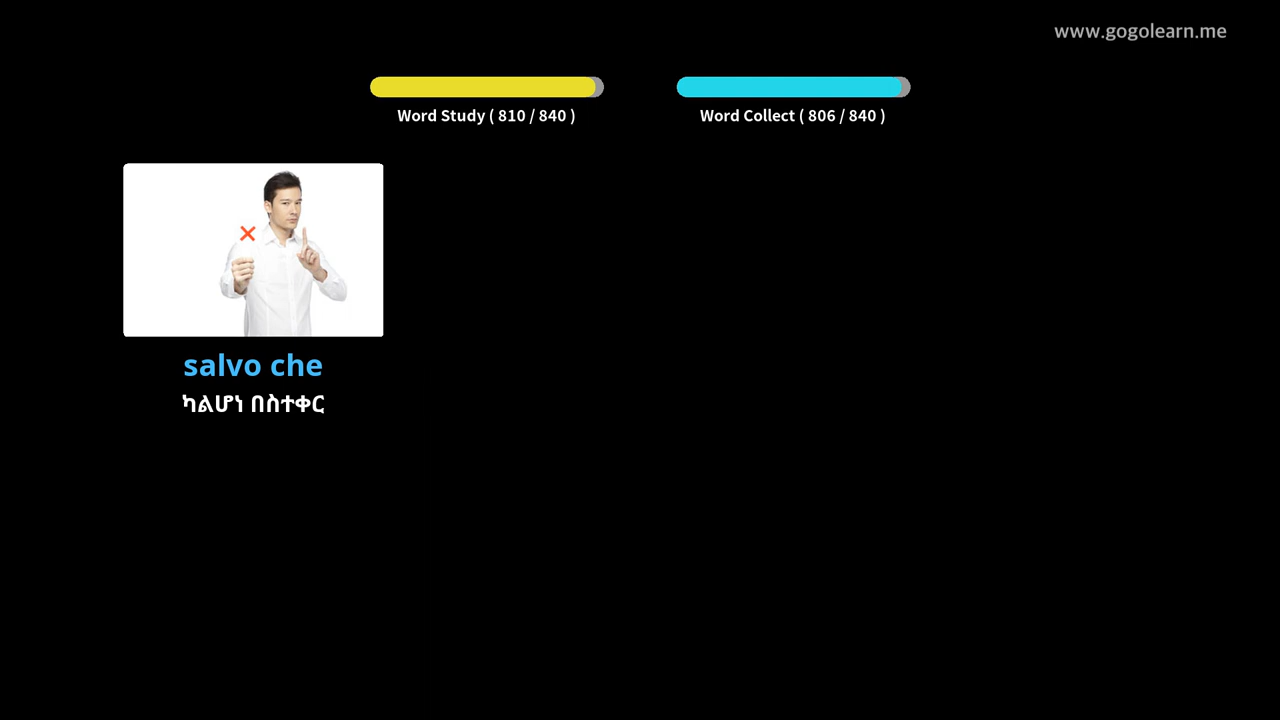 www.gogolearn.me
Word Study ( 810 / 840 )
Word Collect ( 806 / 840 )
salvo che
ካልሆነ በስተቀር